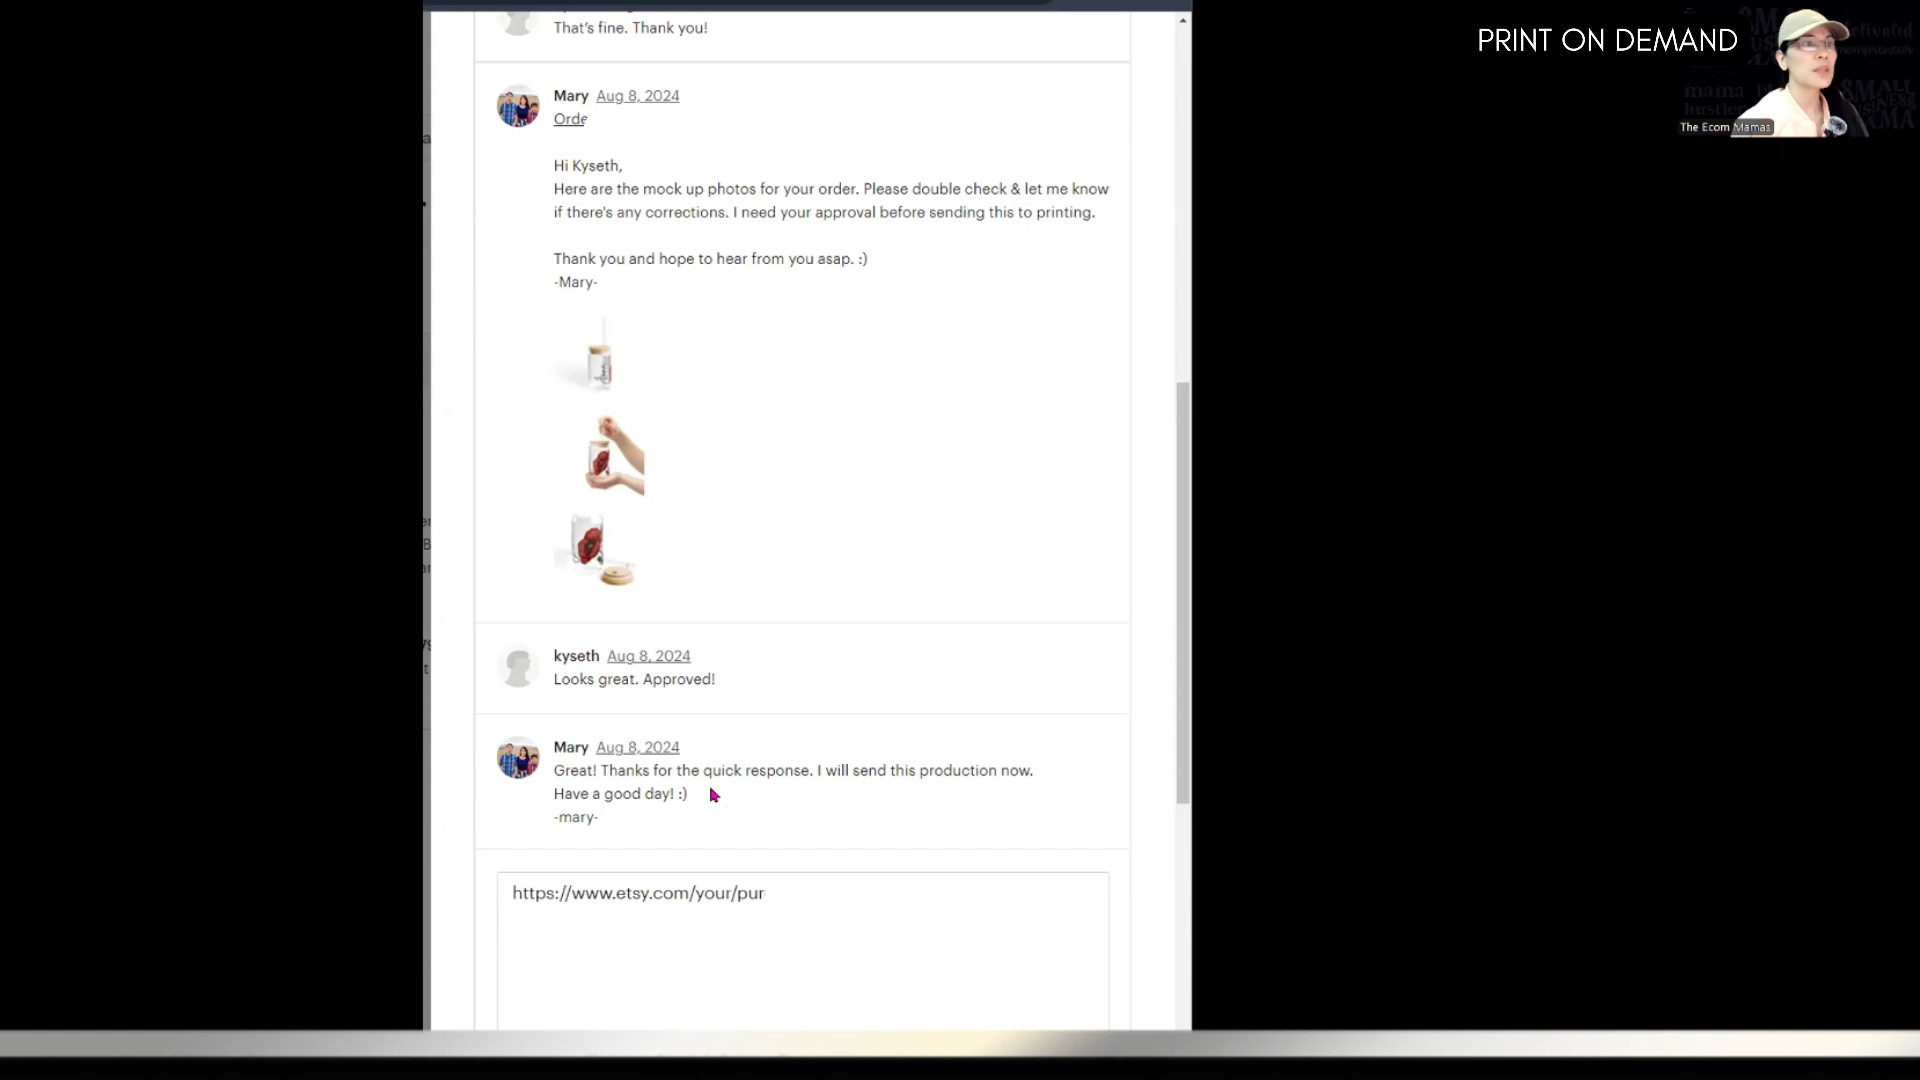 PRINT ON DEMAND
The Ecom Mamas
That's fine. Thank you!
Mary Aug 8, 2024
Orde
Hi Kyseth,
Here are the mock up photos for your order. Please double check & let me know
if there's any corrections. I need your approval before sending this to printing.
Thank you and hope to hear from you asap. :)
-Mary-
kyseth Aug 8, 2024
Looks great. Approved!
Mary Aug 8, 2024
Great! Thanks for the quick response. I will send this production now.
Have a good day! :)
-mary-
https://www.etsy.com/your/pur